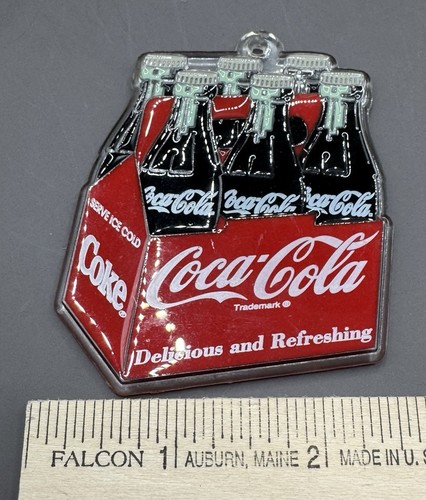 Coca-Cola
Coca-Cola
Coca-Cola
SERVE ICE COLD
Coke®
Coca-Cola
Trademark ®
Delicious and Refreshing
FALCON 1 AUBURN, MAINE 2 MADE IN U.S